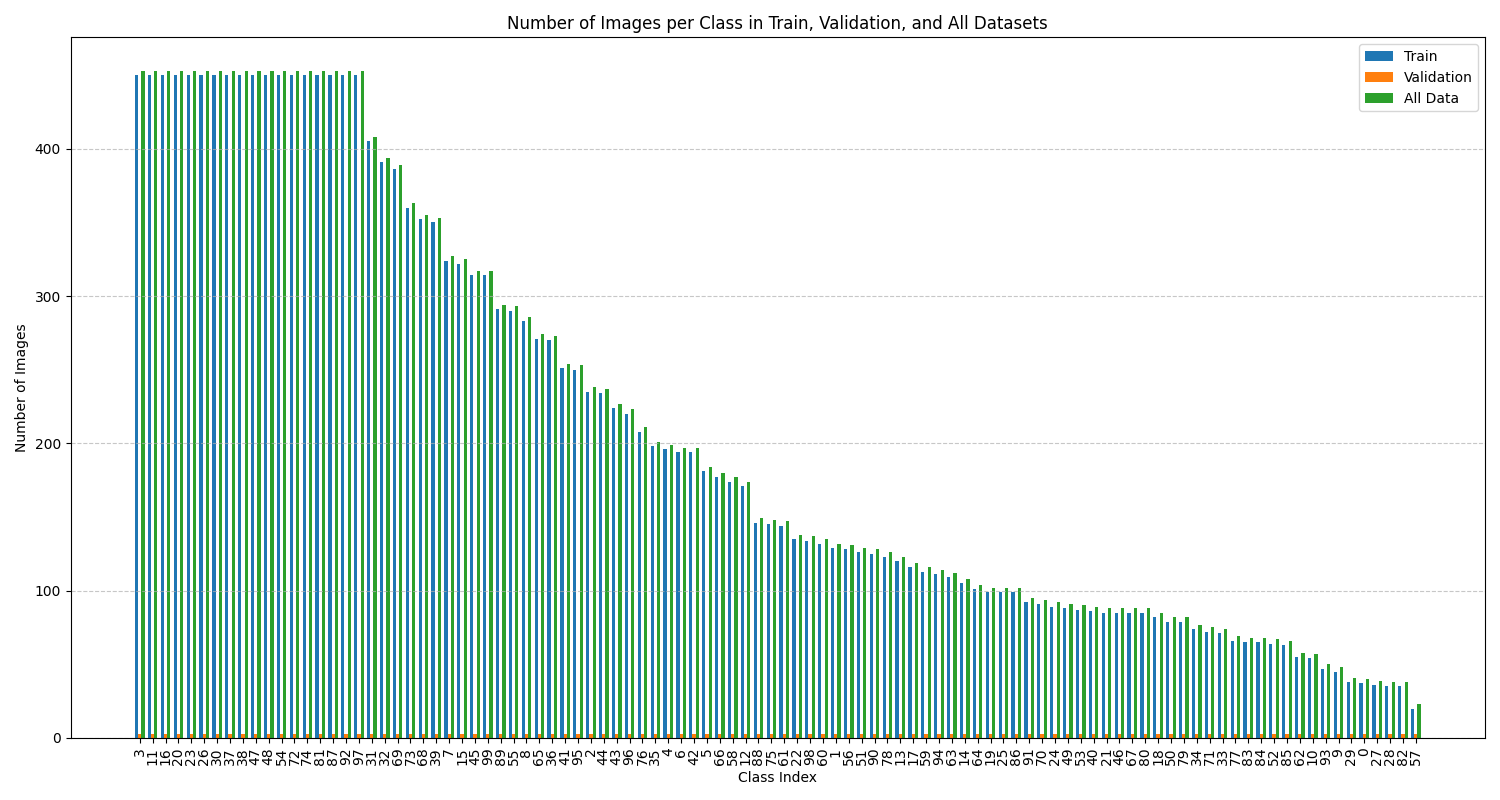 Number of Images per Class in Train, Validation, and All Datasets
Train
Validation
All Data
Number of Images
400
300
200
100
0
3 11 16 20 23 26 30 37 38 47 48 54 72 74 81 87 92 97 31 32 69 73 68 39 7 15 45 99 89 55 8 65 36 41 95 2 44 43 96 76 35 4 6 42 5 66 58 12 88 75 61 22 98 60 1 56 51 90 78 13 17 59 94 63 14 64 19 25 86 91 70 24 49 53 40 21 46 67 80 18 50 79 34 71 33 77 83 84 52 85 62 10 93 9 29 0 27 28 82 57
Class Index